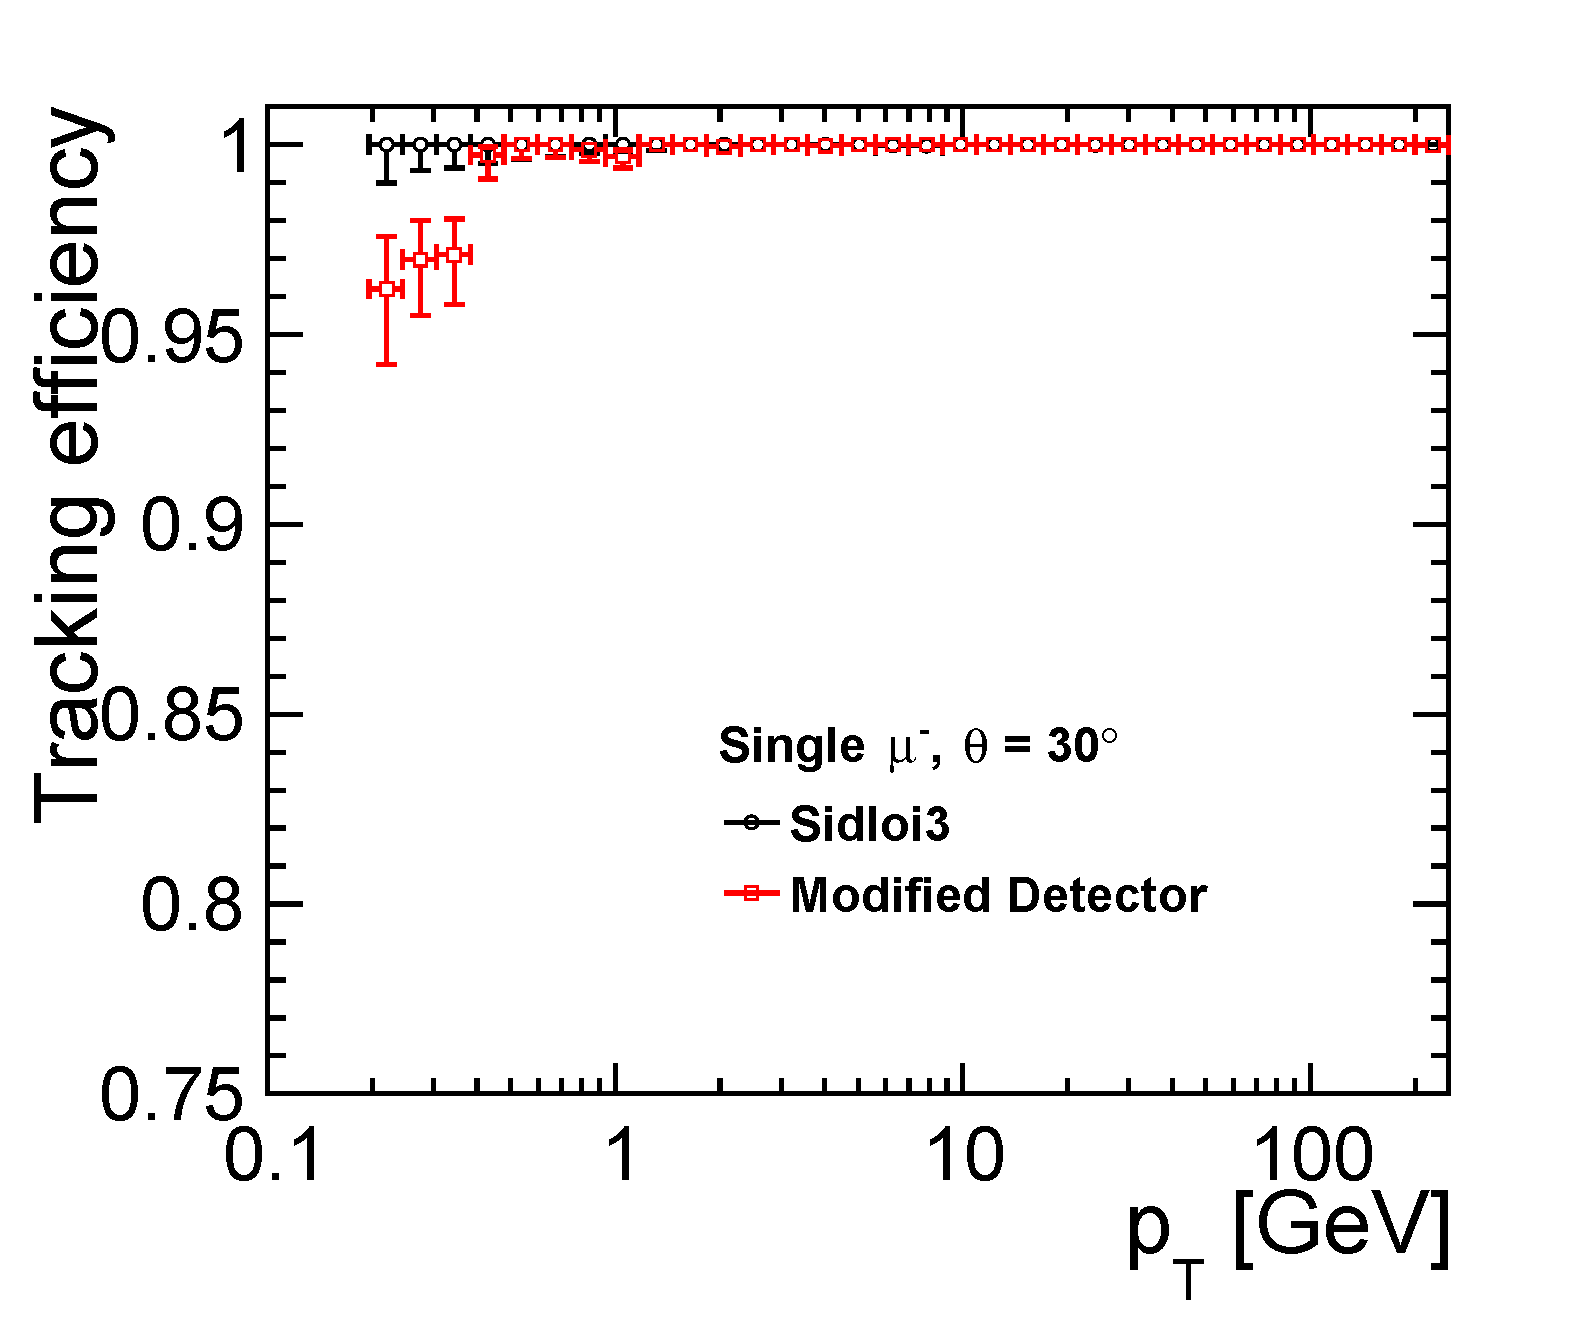 Tracking efficiency
1
0.95
0.9
0.85
0.8
0.75
0.1
1
10
100
p_T [GeV]
Single μ⁻, θ = 30°
Sidloi3
Modified Detector